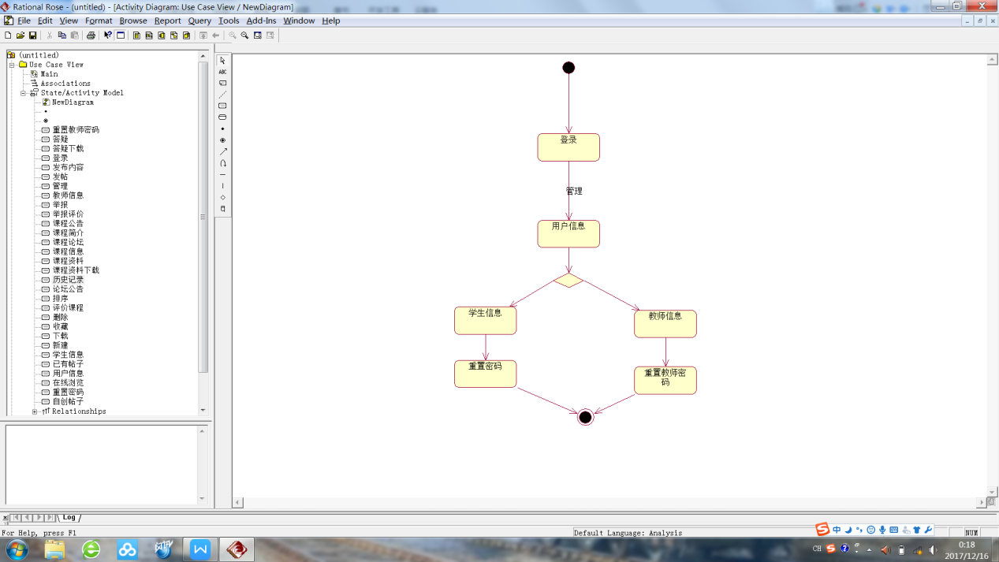 Rational Rose - (untitled) - [Activity Diagram: Use Case View / NewDiagram]
File Edit View Format Browse Report Query Tools Add-Ins Window Help
(untitled)
Use Case View
Main
Associations
State/Activity Model
NewDiagram
重置教师密码
答疑
答疑下载
登录
发布内容
发帖
管理
教师信息
举报
举报评价
课程公告
课程简介
课程论坛
课程信息
课程资料
课程资料下载
历史记录
论坛公告
排序
评价课程
删除
收藏
下载
新建
学生信息
已有帖子
用户信息
在线浏览
重置密码
自创帖子
Relationships
ABC
登录
管理
用户信息
学生信息
教师信息
重置密码
重置教师密
码
Log
For Help, press F1
Default Language: Analysis
NUM
中
CH
0:18
2017/12/16